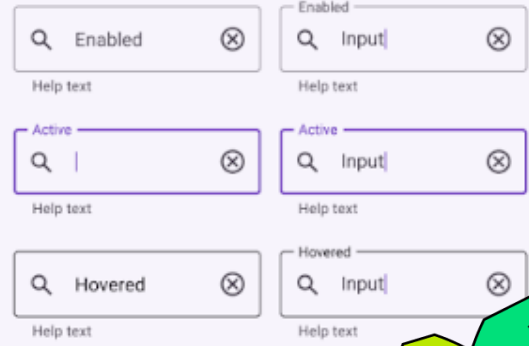 Enabled
Enabled Input
Help text Help text
Active Active
Input
Help text Help text
Hovered
Hovered Input
Help text Help text